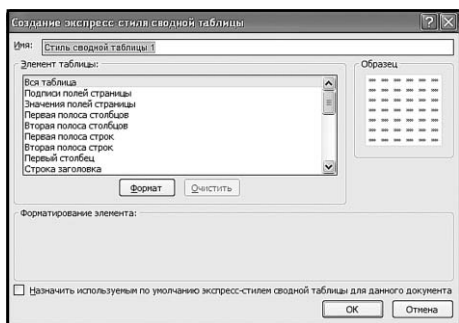 Создание экспресс-стиля сводной таблицы
Имя: Стиль сводной таблицы 1
Элемент таблицы:
Образец
Вся таблица
Подписи полей страницы
Значения полей страницы
Первая полоса столбцов
Вторая полоса столбцов
Первая полоса строк
Вторая полоса строк
Первый столбец
Строка заголовка
Формат Очистить
Форматирование элемента:
Назначить используемым по умолчанию экспресс-стилем сводной таблицы для данного документа
ОК Отмена